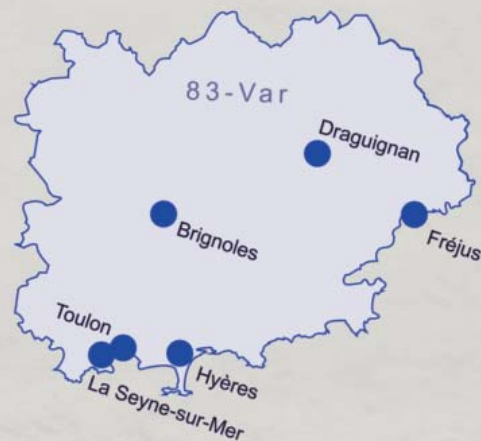 83-Var
Draguignan
Fréjus
Brignoles
Toulon
Hyères
La Seyne-sur-Mer